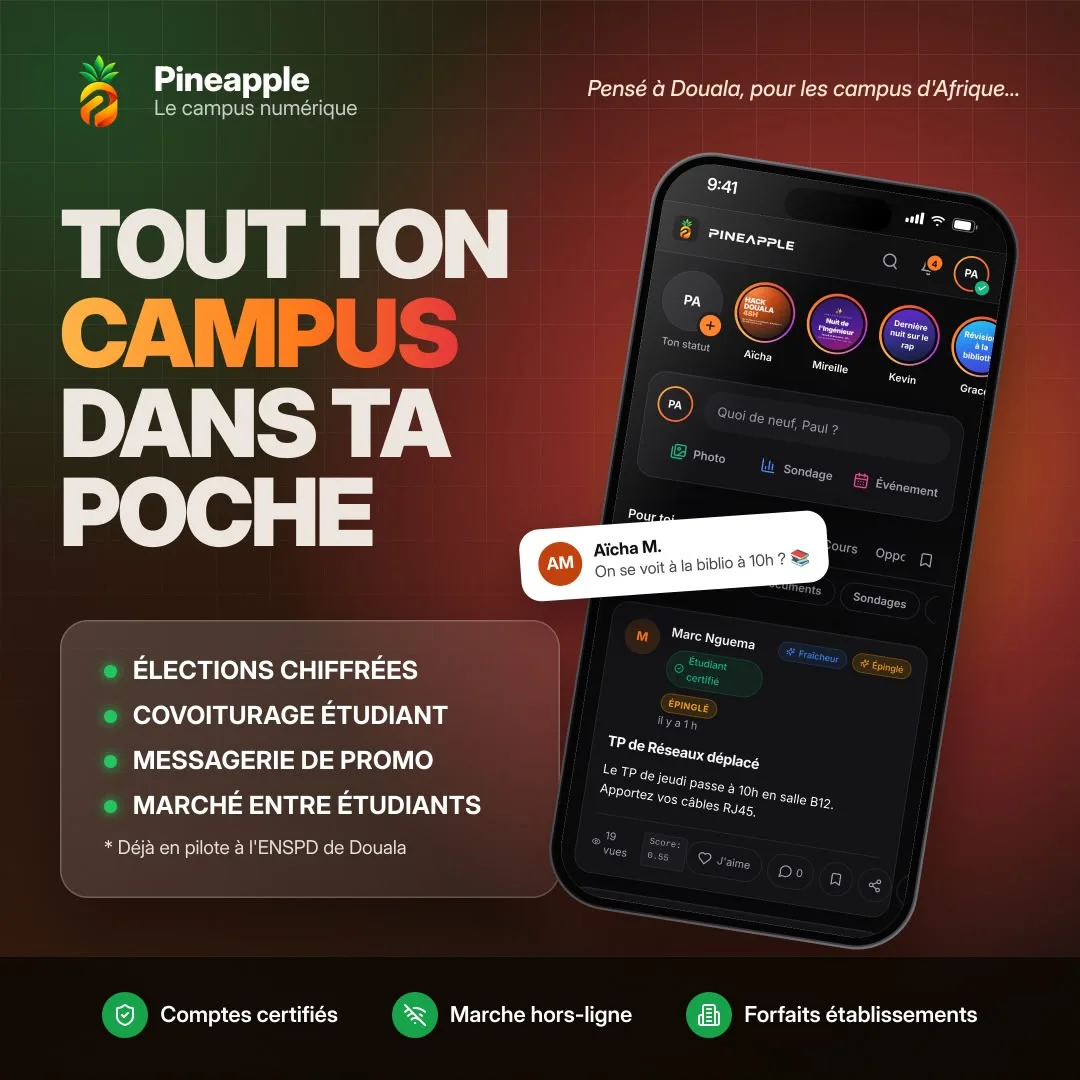 Pineapple
Le campus numérique
Pensé à Douala, pour les campus d'Afrique...
TOUT TON
CAMPUS
DANS TA
POCHE
ÉLECTIONS CHIFFRÉES
COVOITURAGE ÉTUDIANT
MESSAGERIE DE PROMO
MARCHÉ ENTRE ÉTUDIANTS
* Déjà en pilote à l'ENSPD de Douala
9:41
PINEAPPLE
4
PA
PA
HACK
DOUALA
48H
Nuit de
l'Ingénieur
Dernière
nuit sur le
rap
Révision
à la
biblioth
Ton statut
Aïcha
Mireille
Kevin
Grace
PA
Quoi de neuf, Paul ?
Photo
Sondage
Événement
Pour toi
Cours
Oppo
AM
Aïcha M.
On se voit à la biblio à 10h ? 📚
cuments
Sondages
M
Marc Nguema
Fraîcheur
Épinglé
Étudiant
certifié
ÉPINGLÉ
il y a 1 h
TP de Réseaux déplacé
Le TP de jeudi passe à 10h en salle B12.
Apportez vos câbles RJ45.
19
vues
Score:
0.55
J'aime
0
Comptes certifiés
Marche hors-ligne
Forfaits établissements